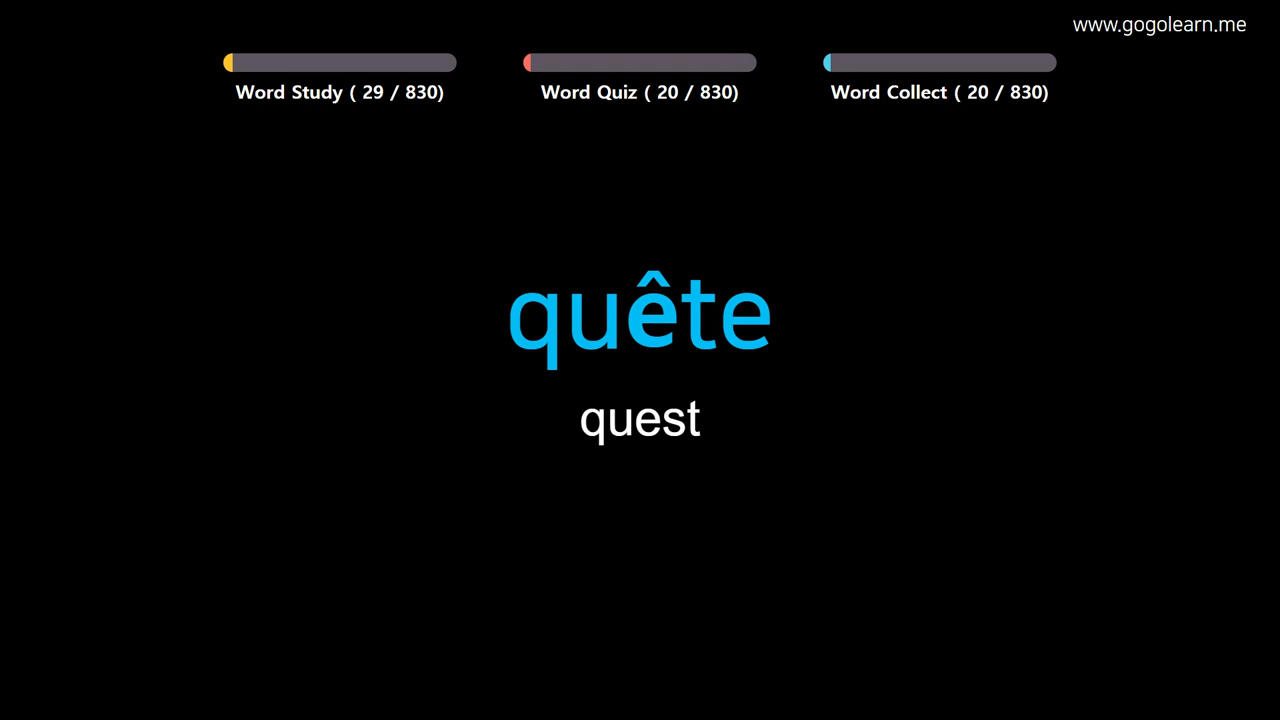 www.gogolearn.me
Word Study ( 29 / 830)
Word Quiz ( 20 / 830)
Word Collect ( 20 / 830)
quête
quest